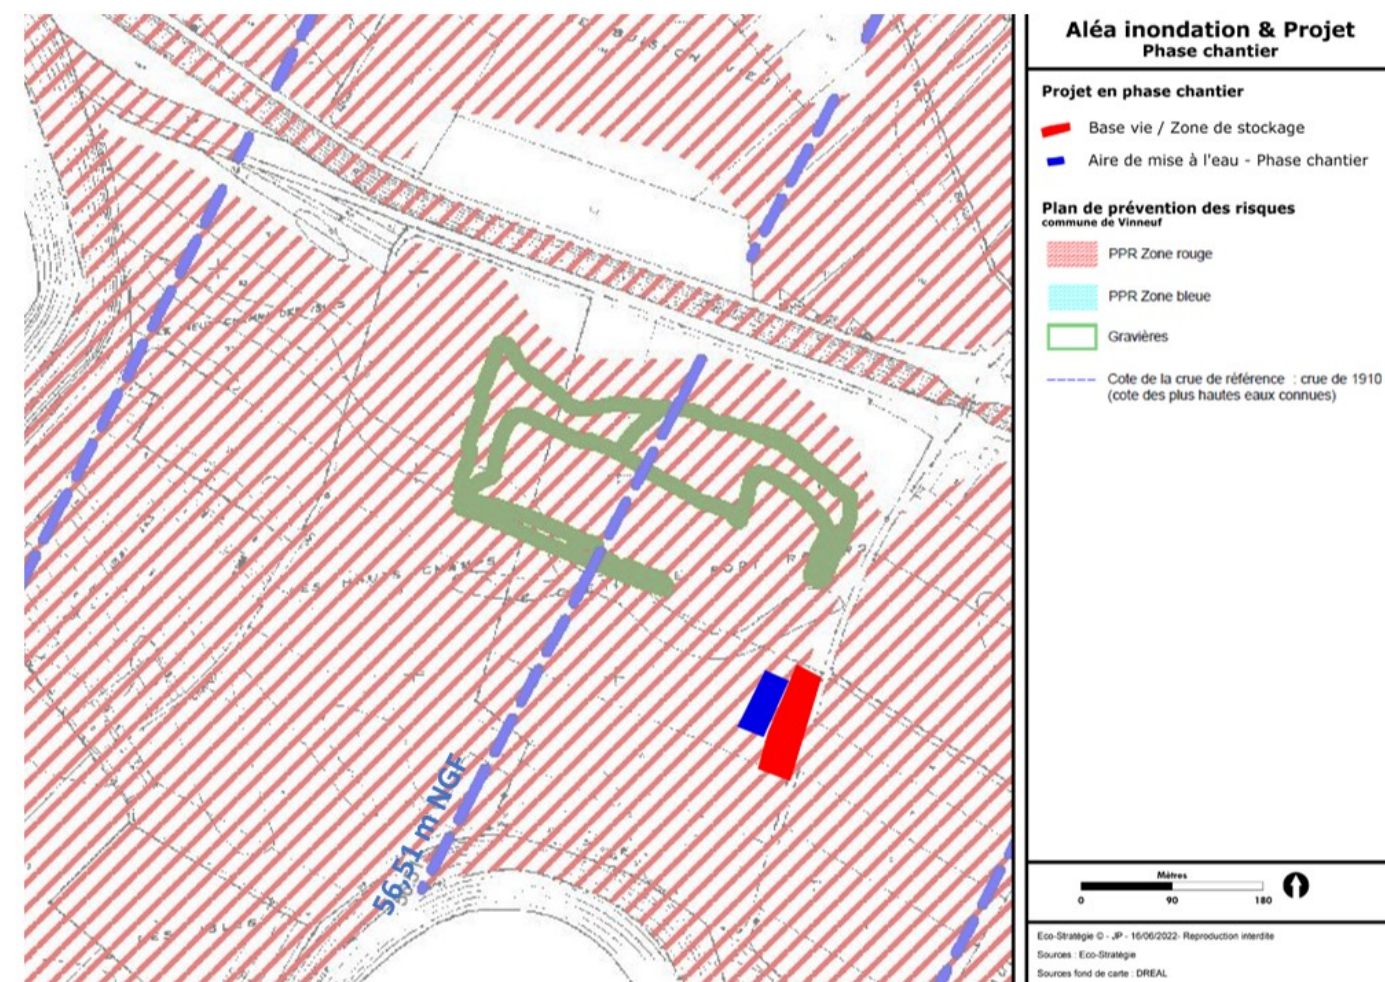 Aléa inondation & Projet
Phase chantier
Projet en phase chantier
Base vie / Zone de stockage
Aire de mise à l'eau - Phase chantier
Plan de prévention des risques
commune de Vinneuf
PPR Zone rouge
PPR Zone bleue
Gravières
Cote de la crue de référence : crue de 1910
(cote des plus hautes eaux connues)
56,51 m NGF
Mètres
0 90 180
Eco-Stratégie © - JP - 16/06/2022- Reproduction interdite
Sources : Eco-Stratégie
Sources fond de carte : DREAL